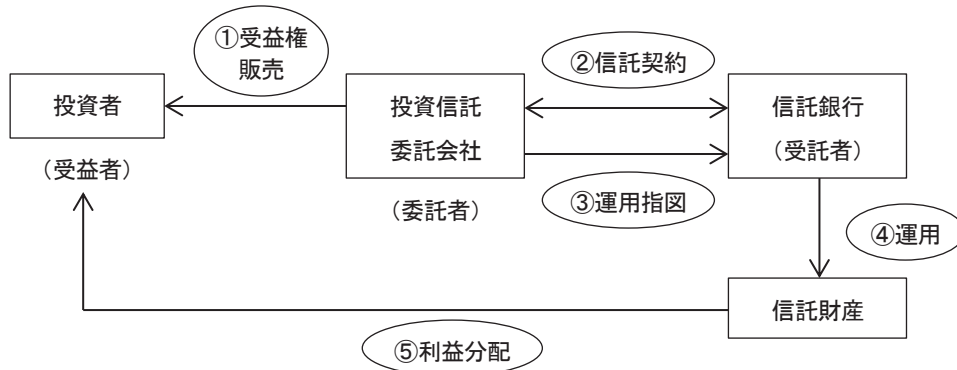 ①受益権
販売
②信託契約
投資者
投資信託
委託会社
信託銀行
（受託者）
（受益者）
（委託者）
③運用指図
④運用
信託財産
⑤利益分配